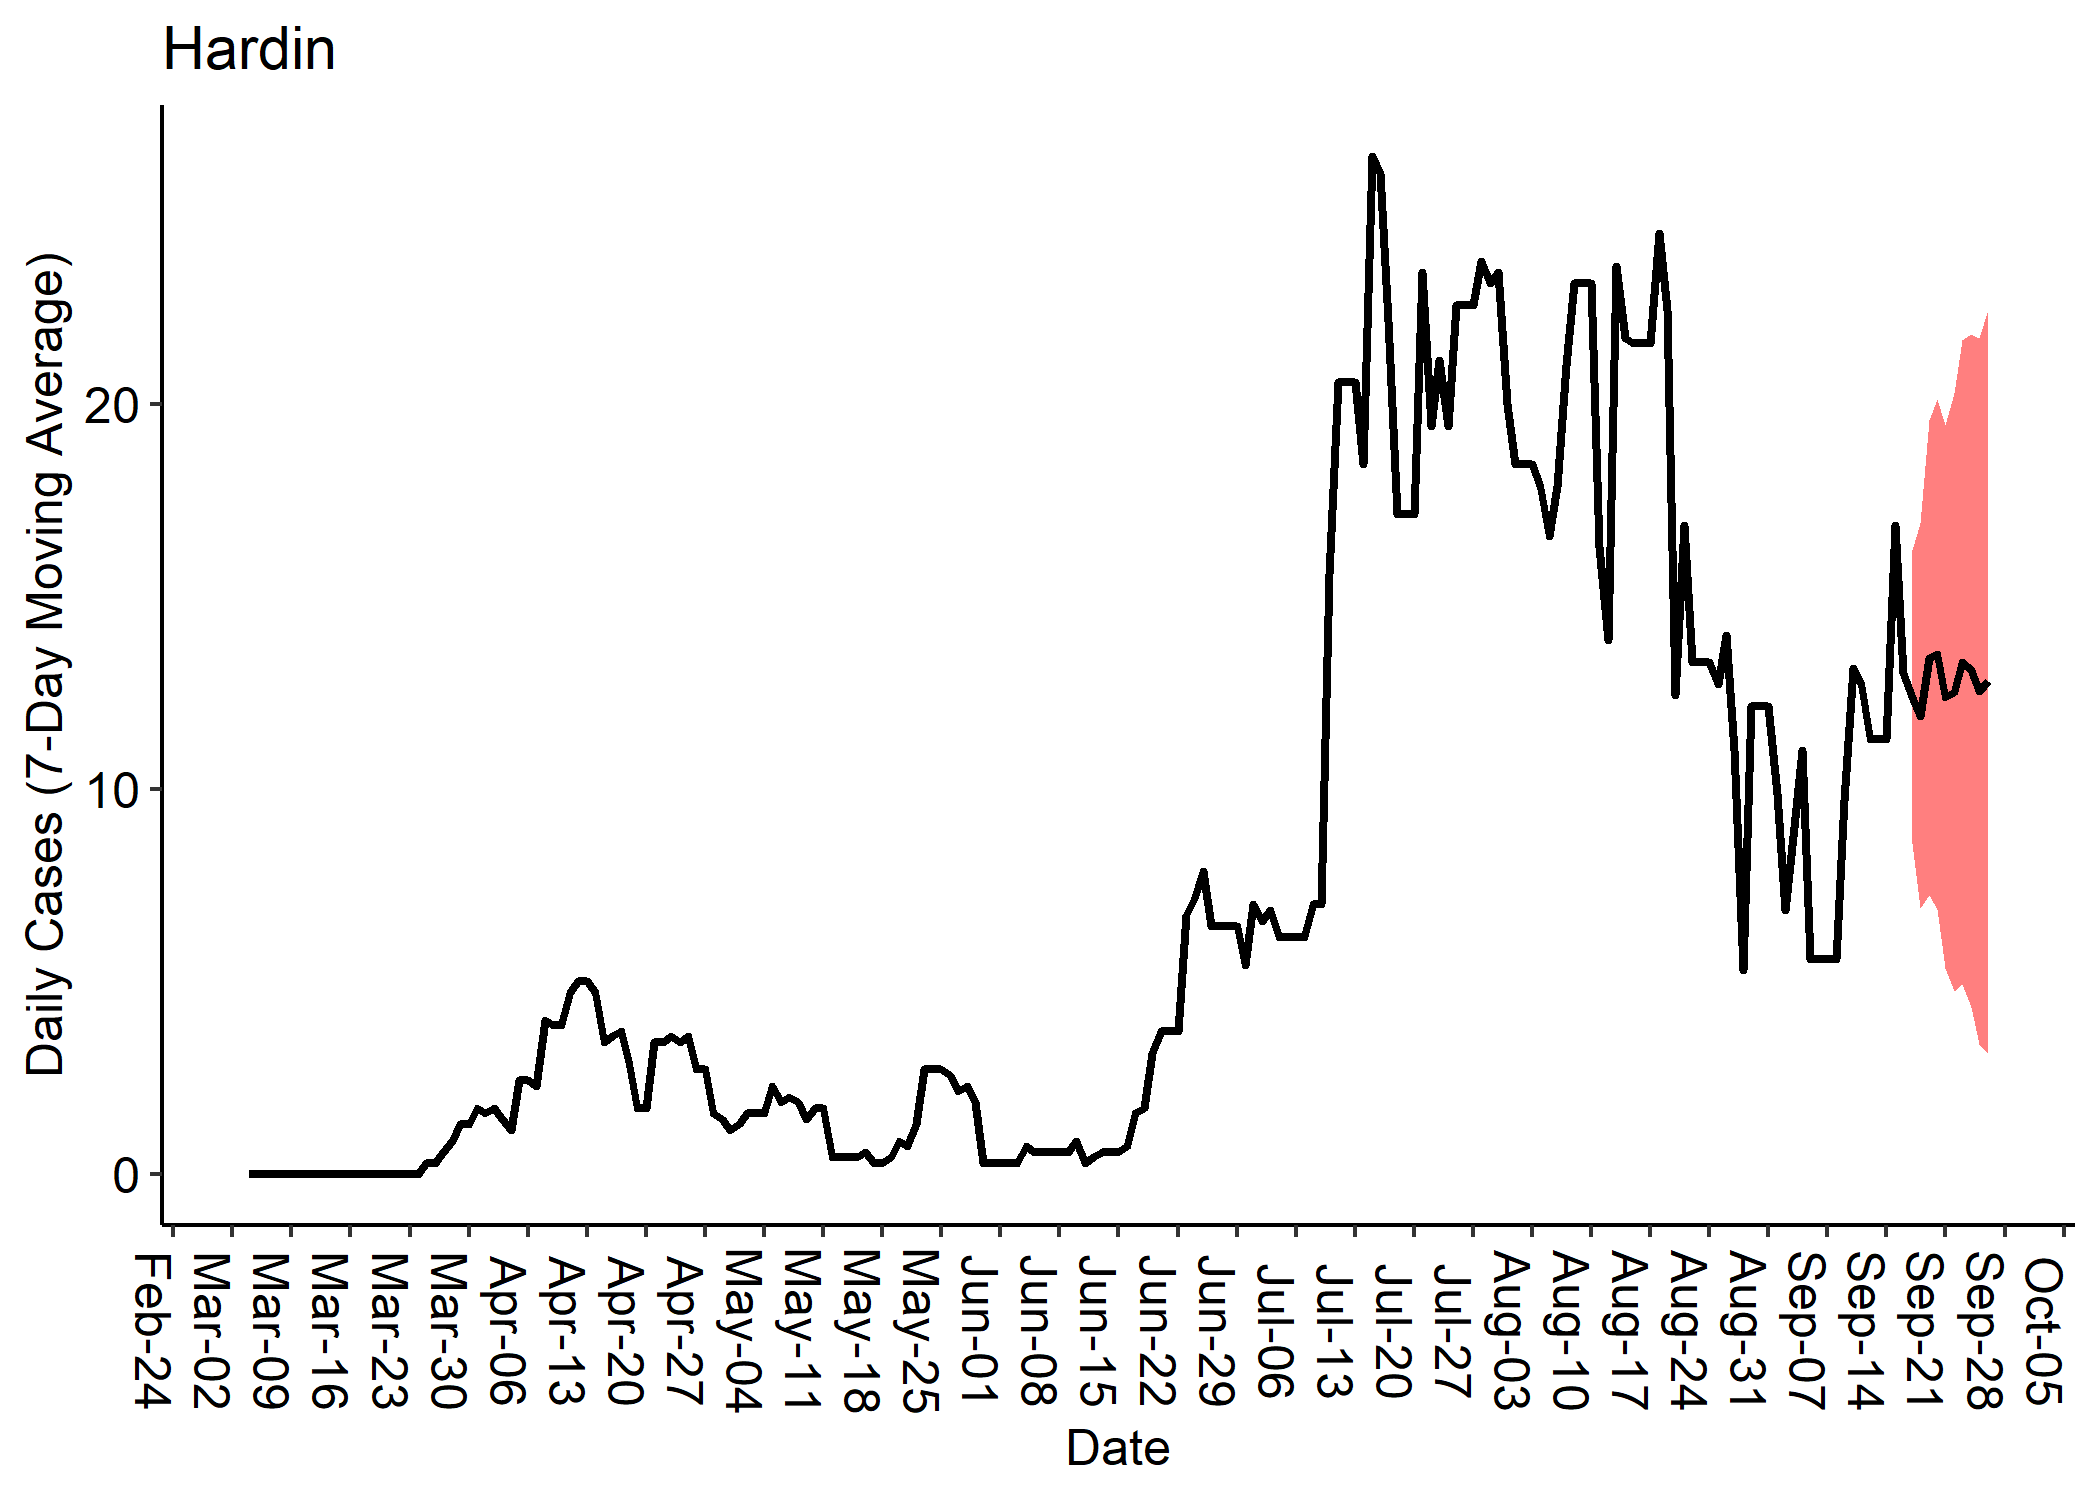 Hardin
Daily Cases (7-Day Moving Average)
20
10
0
Feb-24
Mar-02
Mar-09
Mar-16
Mar-23
Mar-30
Apr-06
Apr-13
Apr-20
Apr-27
May-04
May-11
May-18
May-25
Jun-01
Jun-08
Jun-15
Jun-22
Jun-29
Jul-06
Jul-13
Jul-20
Jul-27
Aug-03
Aug-10
Aug-17
Aug-24
Aug-31
Sep-07
Sep-14
Sep-21
Sep-28
Oct-05
Date